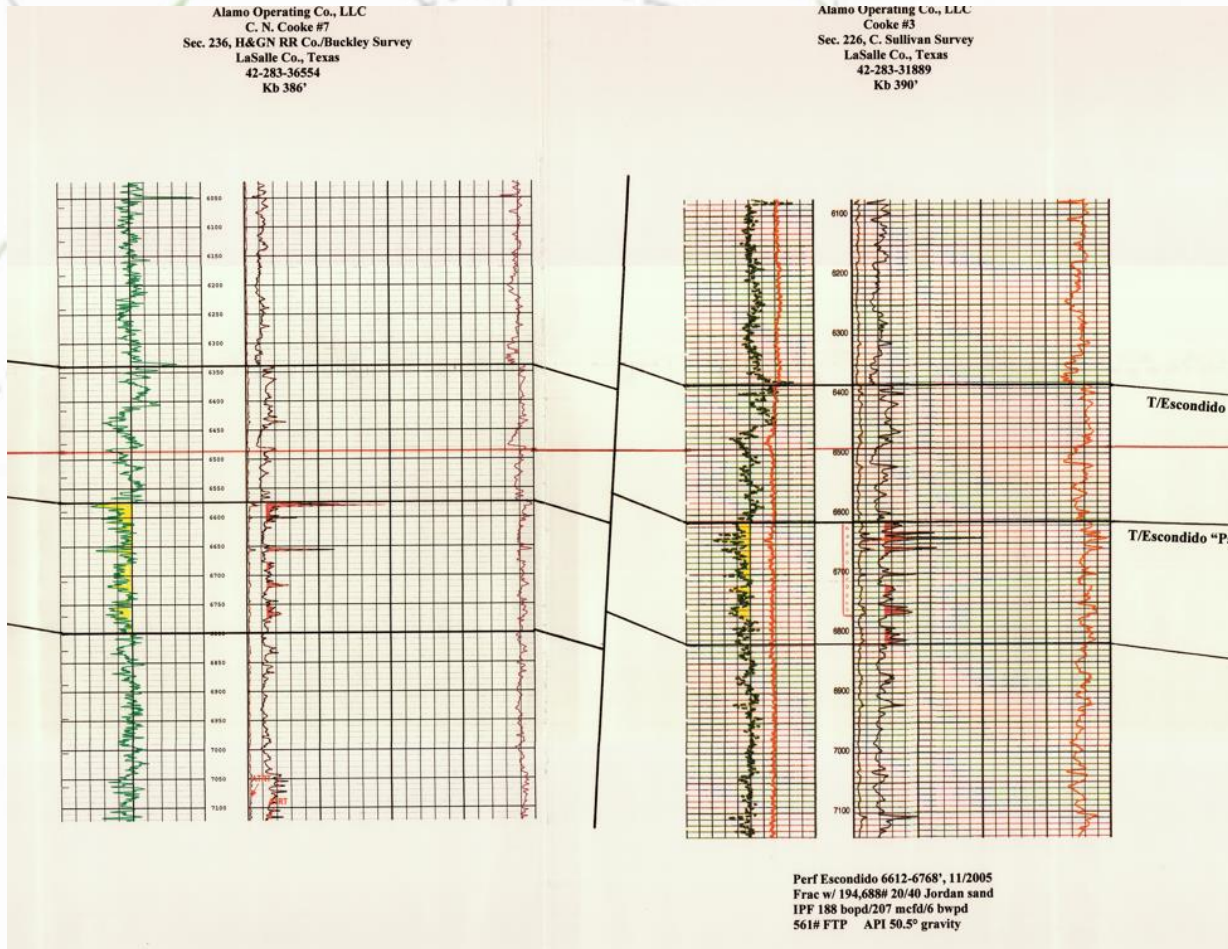 Alamo Operating Co., LLC
C. N. Cooke #7
Sec. 236, H&GN RR Co./Buckley Survey
LaSalle Co., Texas
42-283-36554
Kb 386'
Alamo Operating Co., LLC
Cooke #3
Sec. 226, C. Sullivan Survey
LaSalle Co., Texas
42-283-31889
Kb 390'
6050
6100
6150
6200
6250
6300
6350
6400
6450
6500
6550
6600
6650
6700
6750
6800
6850
6900
6950
7000
7050
7100
6100
6200
6300
6400
6500
6600
6700
6800
6900
7000
7100
T/Escondido
T/Escondido "Pa
Perf Escondido 6612-6768', 11/2005
Frac w/ 194,688# 20/40 Jordan sand
IPF 188 bopd/207 mcfd/6 bwpd
561# FTP API 50.5° gravity